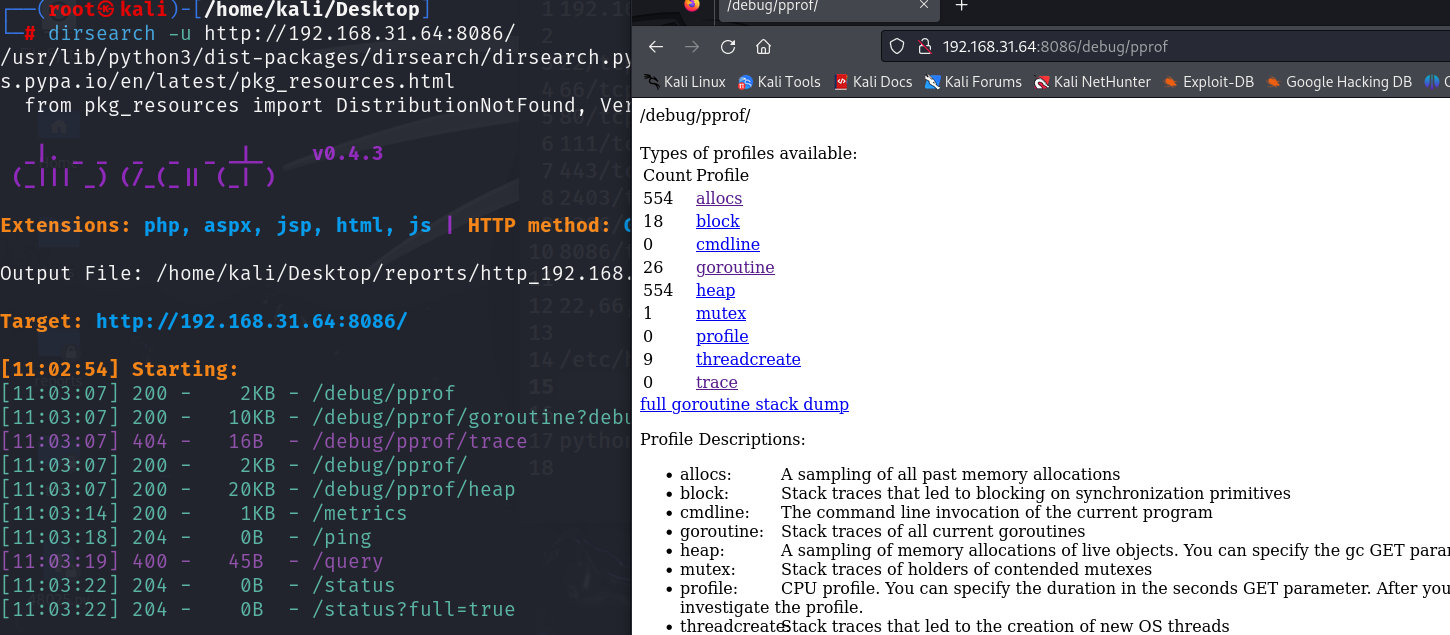 ┌──(root㉿kali)-[/home/kali/Desktop]
└─# dirsearch -u http://192.168.31.64:8086/
/usr/lib/python3/dist-packages/dirsearch/dirsearch.py
s.pypa.io/en/latest/pkg_resources.html
from pkg_resources import DistributionNotFound, Ver
v0.4.3
Extensions: php, aspx, jsp, html, js | HTTP method:
Output File: /home/kali/Desktop/reports/http_192.168.
Target: http://192.168.31.64:8086/
[11:02:54] Starting:
[11:03:07] 200 - 2KB - /debug/pprof
[11:03:07] 200 - 10KB - /debug/pprof/goroutine?debu
[11:03:07] 404 - 16B - /debug/pprof/trace
[11:03:07] 200 - 2KB - /debug/pprof/
[11:03:07] 200 - 20KB - /debug/pprof/heap
[11:03:14] 200 - 1KB - /metrics
[11:03:18] 204 - 0B - /ping
[11:03:19] 400 - 45B - /query
[11:03:22] 204 - 0B - /status
[11:03:22] 204 - 0B - /status?full=true
/debug/pprof/
192.168.31.64:8086/debug/pprof
Kali Linux Kali Tools Kali Docs Kali Forums Kali NetHunter Exploit-DB Google Hacking DB
/debug/pprof/
Types of profiles available:
Count Profile
554 allocs
18 block
0 cmdline
26 goroutine
554 heap
1 mutex
0 profile
9 threadcreate
0 trace
full goroutine stack dump
Profile Descriptions:
• allocs: A sampling of all past memory allocations
• block: Stack traces that led to blocking on synchronization primitives
• cmdline: The command line invocation of the current program
• goroutine: Stack traces of all current goroutines
• heap: A sampling of memory allocations of live objects. You can specify the gc GET para
• mutex: Stack traces of holders of contended mutexes
• profile: CPU profile. You can specify the duration in the seconds GET parameter. After you
investigate the profile.
• threadcreate: Stack traces that led to the creation of new OS threads